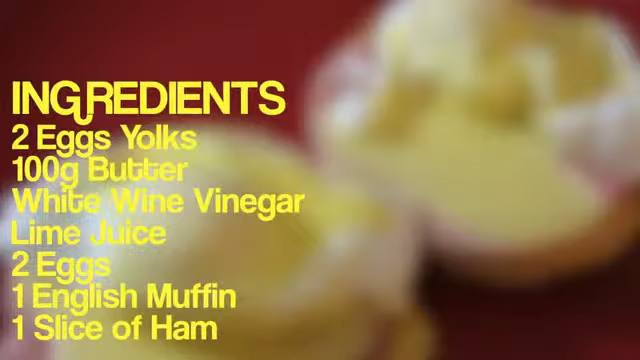 INGREDIENTS
2 Eggs Yolks
100g Butter
White Wine Vinegar
Lime Juice
2 Eggs
1 English Muffin
1 Slice of Ham